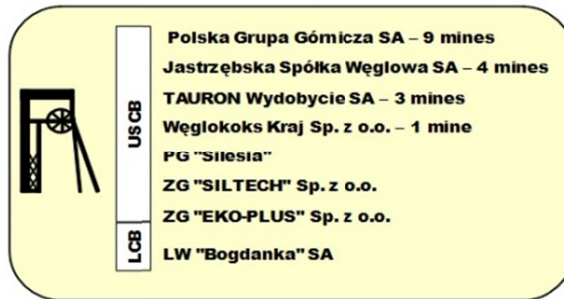 USCB
Polska Grupa Górnicza SA – 9 mines
Jastrzębska Spółka Węglowa SA – 4 mines
TAURON Wydobycie SA – 3 mines
Węglokoks Kraj Sp. z o.o. – 1 mine
PG "Silesia"
ZG "SILTECH" Sp. z o.o.
ZG "EKO-PLUS" Sp. z o.o.
LCB
LW "Bogdanka" SA